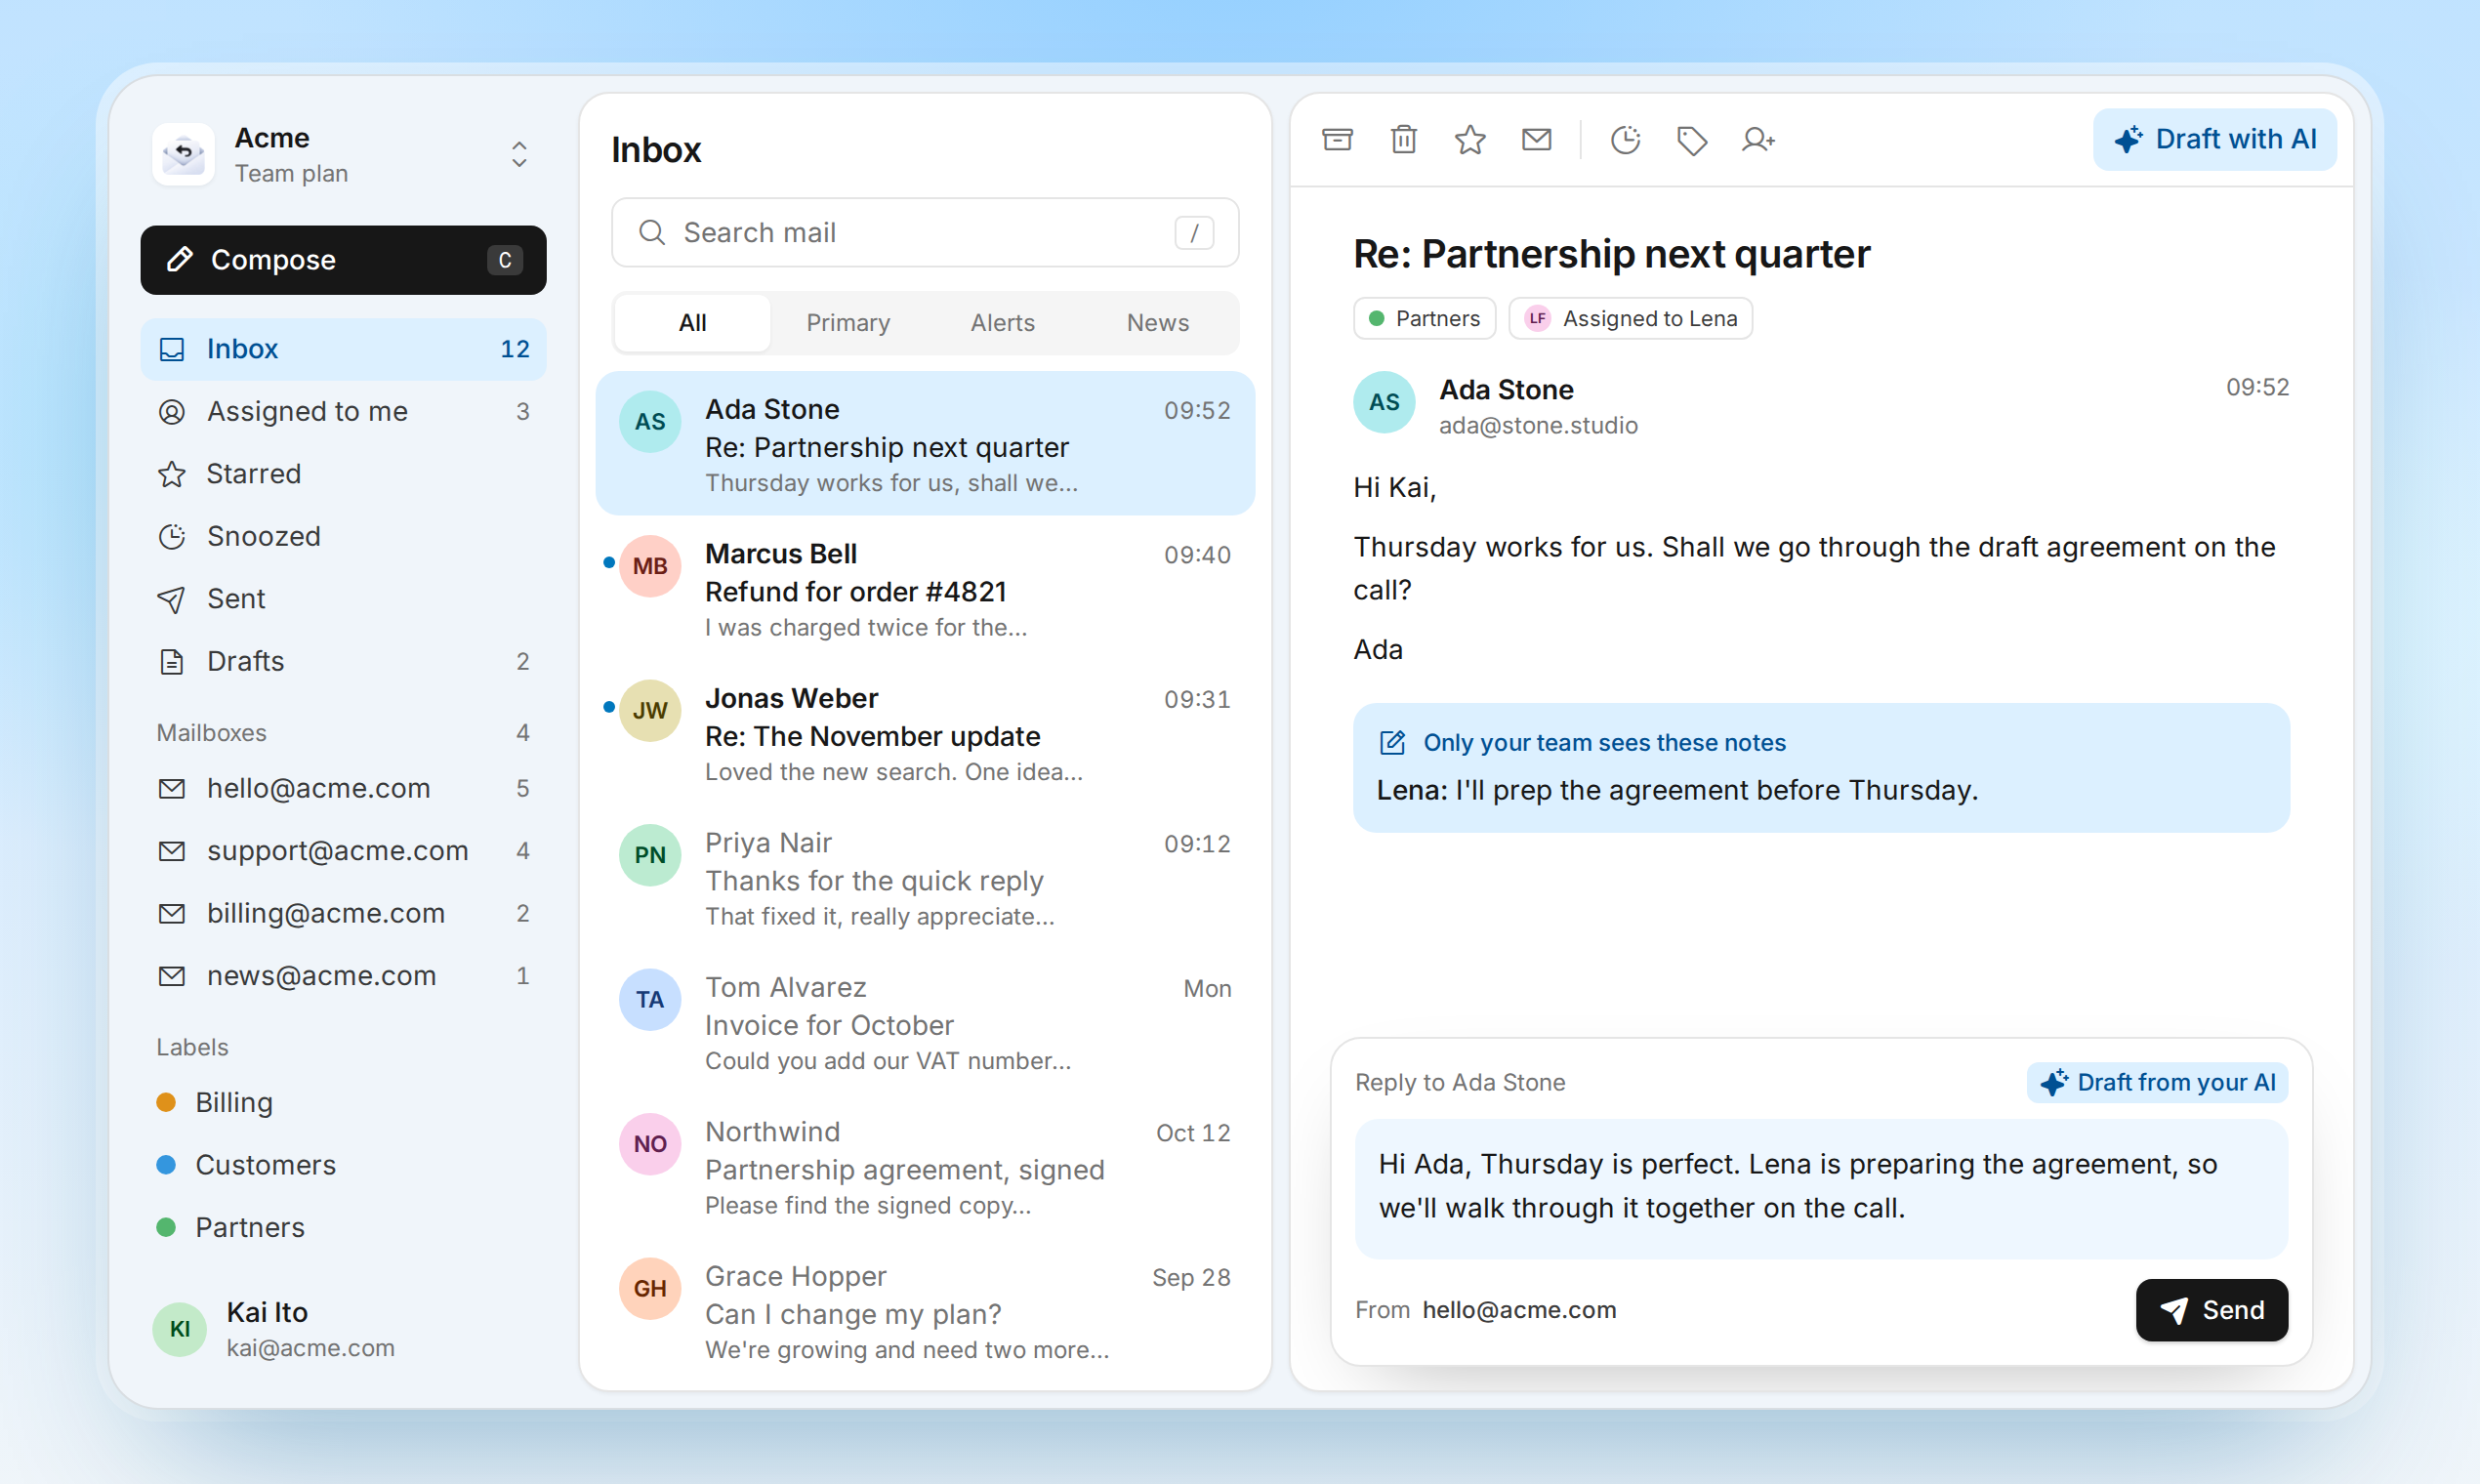 Acme
Team plan
Compose
C
Inbox 12
Assigned to me 3
Starred
Snoozed
Sent
Drafts 2
Mailboxes 4
hello@acme.com 5
support@acme.com 4
billing@acme.com 2
news@acme.com 1
Labels
Billing
Customers
Partners
KI
Kai Ito
kai@acme.com
Inbox
Search mail /
All Primary Alerts News
AS
Ada Stone 09:52
Re: Partnership next quarter
Thursday works for us, shall we...
MB
Marcus Bell 09:40
Refund for order #4821
I was charged twice for the...
JW
Jonas Weber 09:31
Re: The November update
Loved the new search. One idea...
PN
Priya Nair 09:12
Thanks for the quick reply
That fixed it, really appreciate...
TA
Tom Alvarez Mon
Invoice for October
Could you add our VAT number...
NO
Northwind Oct 12
Partnership agreement, signed
Please find the signed copy...
GH
Grace Hopper Sep 28
Can I change my plan?
We're growing and need two more...
Draft with AI
Re: Partnership next quarter
Partners LF Assigned to Lena
AS
Ada Stone 09:52
ada@stone.studio
Hi Kai,
Thursday works for us. Shall we go through the draft agreement on the
call?
Ada
Only your team sees these notes
Lena: I'll prep the agreement before Thursday.
Reply to Ada Stone Draft from your AI
Hi Ada, Thursday is perfect. Lena is preparing the agreement, so
we'll walk through it together on the call.
From hello@acme.com Send